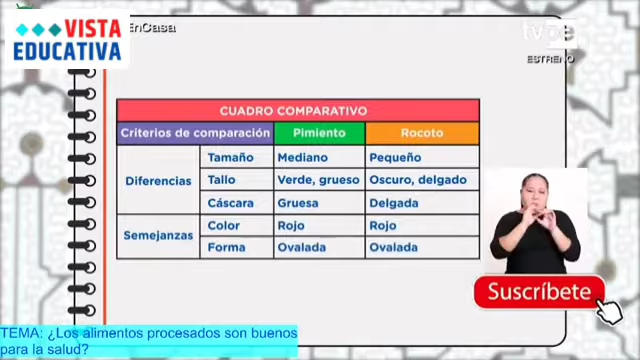 VISTA
EDUCATIVA
EnCasa
tvpe
ESTRENO
CUADRO COMPARATIVO
Criterios de comparación Pimiento Rocoto
Diferencias
Tamaño Mediano Pequeño
Tallo Verde, grueso Oscuro, delgado
Cáscara Gruesa Delgada
Semejanzas
Color Rojo Rojo
Forma Ovalada Ovalada
Suscríbete
TEMA: ¿Los alimentos procesados son buenos
para la salud?